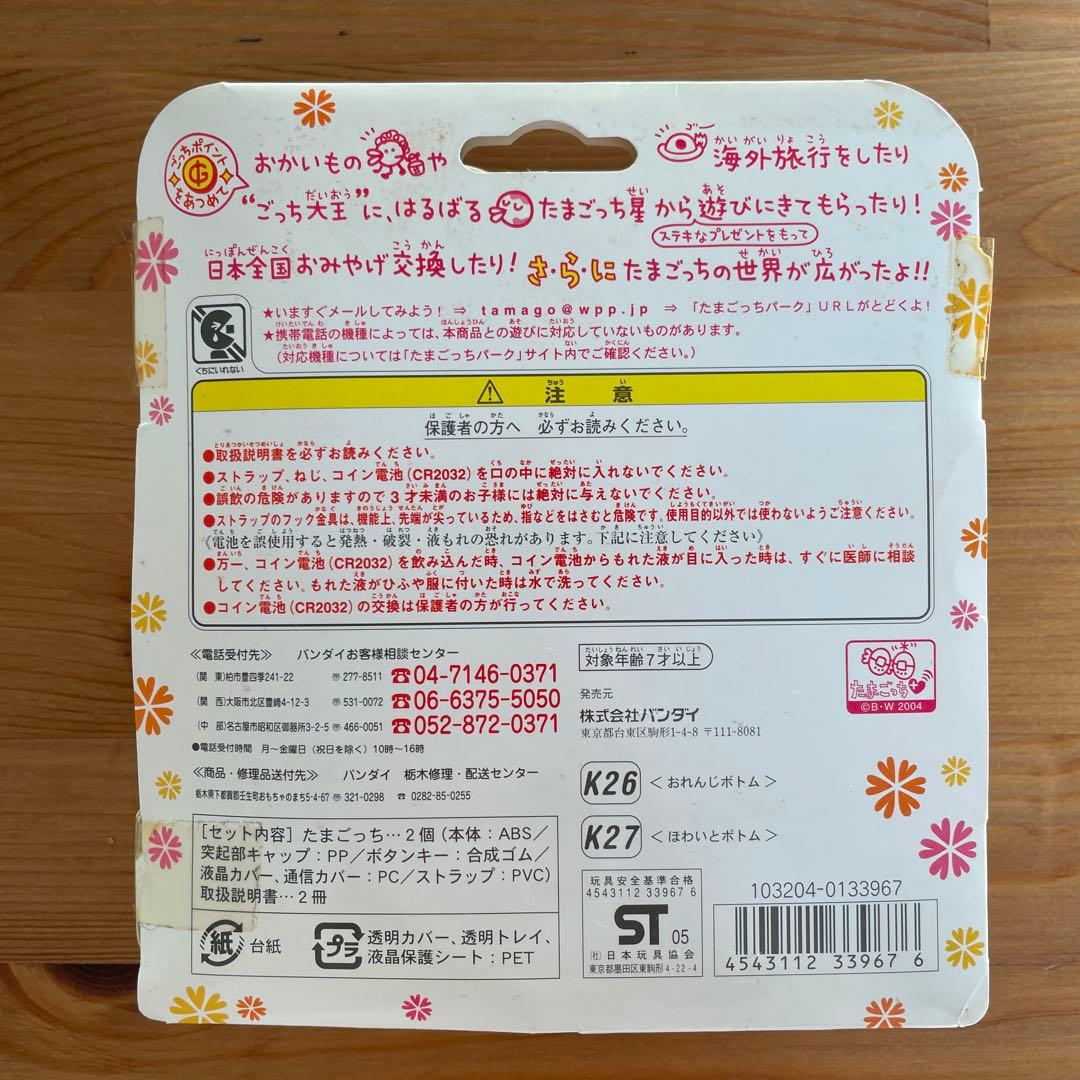 ごっちポイントをあつめて
おかいもの
や
海外旅行をしたり
“ごっち大王”に、はるばる たまごっち星 から 遊びにきてもらったり!
ステキなプレゼントをもって
日本全国おみやげ交換したり! さ・ら・に たまごっちの世界が広がったよ!!
★いますぐメールしてみよう! ⇒ tamago@wpp.jp ⇒ 「たまごっちパーク」URLがとどくよ!
★携帯電話の機種によっては、本商品との遊びに対応していないものがあります。
(対応機種については「たまごっちパーク」サイト内でご確認ください。)
くちにいれない
注意
保護者の方へ 必ずお読みください。
●取扱説明書を必ずお読みください。
●ストラップ、ねじ、コイン電池(CR2032)を口の中に絶対に入れないでください。
●誤飲の危険がありますので3才未満のお子様には絶対に与えないでください。
●ストラップのフック金具は、機能上、先端が尖っているため、指などをはさむと危険です。使用目的以外では使わないようご注意ください。
《電池を誤使用すると発熱・破裂・液もれの恐れがあります。下記に注意してください》
●万一、コイン電池(CR2032)を飲み込んだ時、コイン電池からもれた液が目に入った時は、すぐに医師に相談
してください。もれた液がひふや服に付いた時は水で洗ってください。
●コイン電池(CR2032)の交換は保護者の方が行ってください。
≪電話受付先≫ バンダイお客様相談センター
(関 東)柏市豊四季241-22 〒277-8511 ☎04-7146-0371
(関 西)大阪市北区豊崎4-12-3 〒531-0072 ☎06-6375-5050
(中 部)名古屋市昭和区御器所3-2-5 〒466-0051 ☎052-872-0371
●電話受付時間 月〜金曜日(祝日を除く)10時〜16時
≪商品・修理品送付先≫ バンダイ 栃木修理・配送センター
栃木県下都賀郡壬生町おもちゃのまち5-4-67 〒321-0298 ☎0282-85-0255
対象年齢7才以上
発売元
株式会社バンダイ
東京都台東区駒形1-4-8 〒111-8081
たまごっち
©B・W 2004
K26 <おれんじボトム>
K27 <ほわいとボトム>
[セット内容]たまごっち…2個(本体:ABS/
突起部キャップ:PP/ボタンキー:合成ゴム/
液晶カバー、通信カバー:PC/ストラップ:PVC)
取扱説明書…2冊
紙 台紙
プラ 透明カバー、透明トレイ、
液晶保護シート:PET
玩具安全基準合格
4543112 33967 6
ST 05
(社)日本玩具協会
東京都墨田区東駒形4-22-4
103204-0133967
4543112 339676